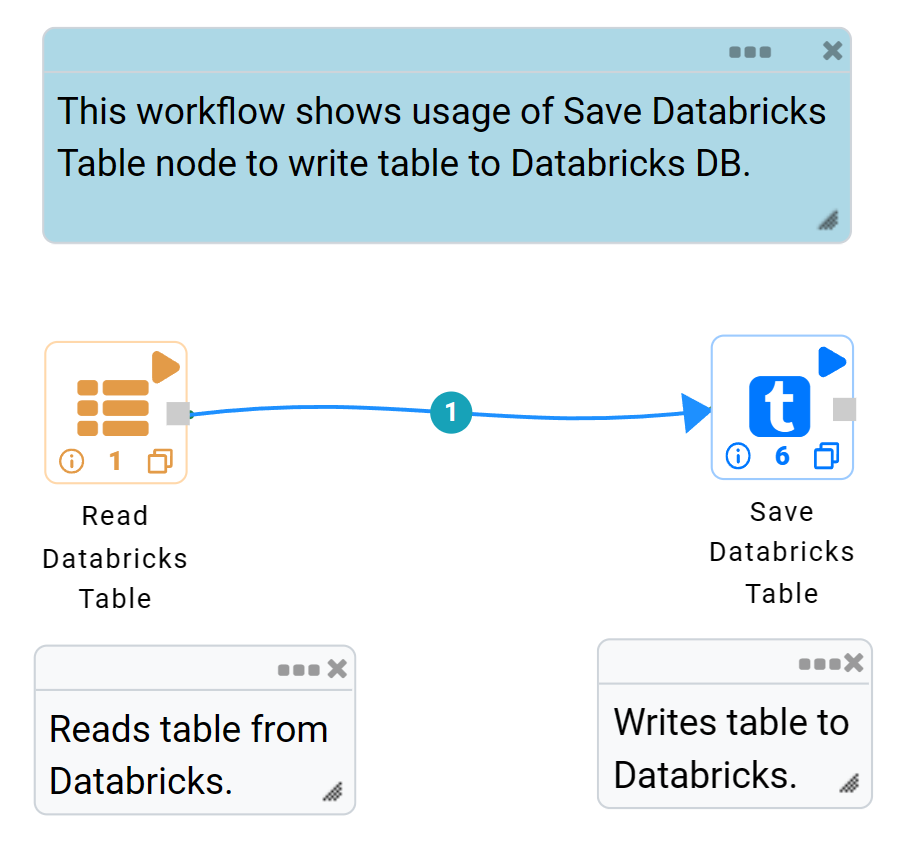 This workflow shows usage of Save Databricks
Table node to write table to Databricks DB.
1
t
1
6
Read
Databricks
Table
Save
Databricks
Table
Reads table from
Databricks.
Writes table to
Databricks.